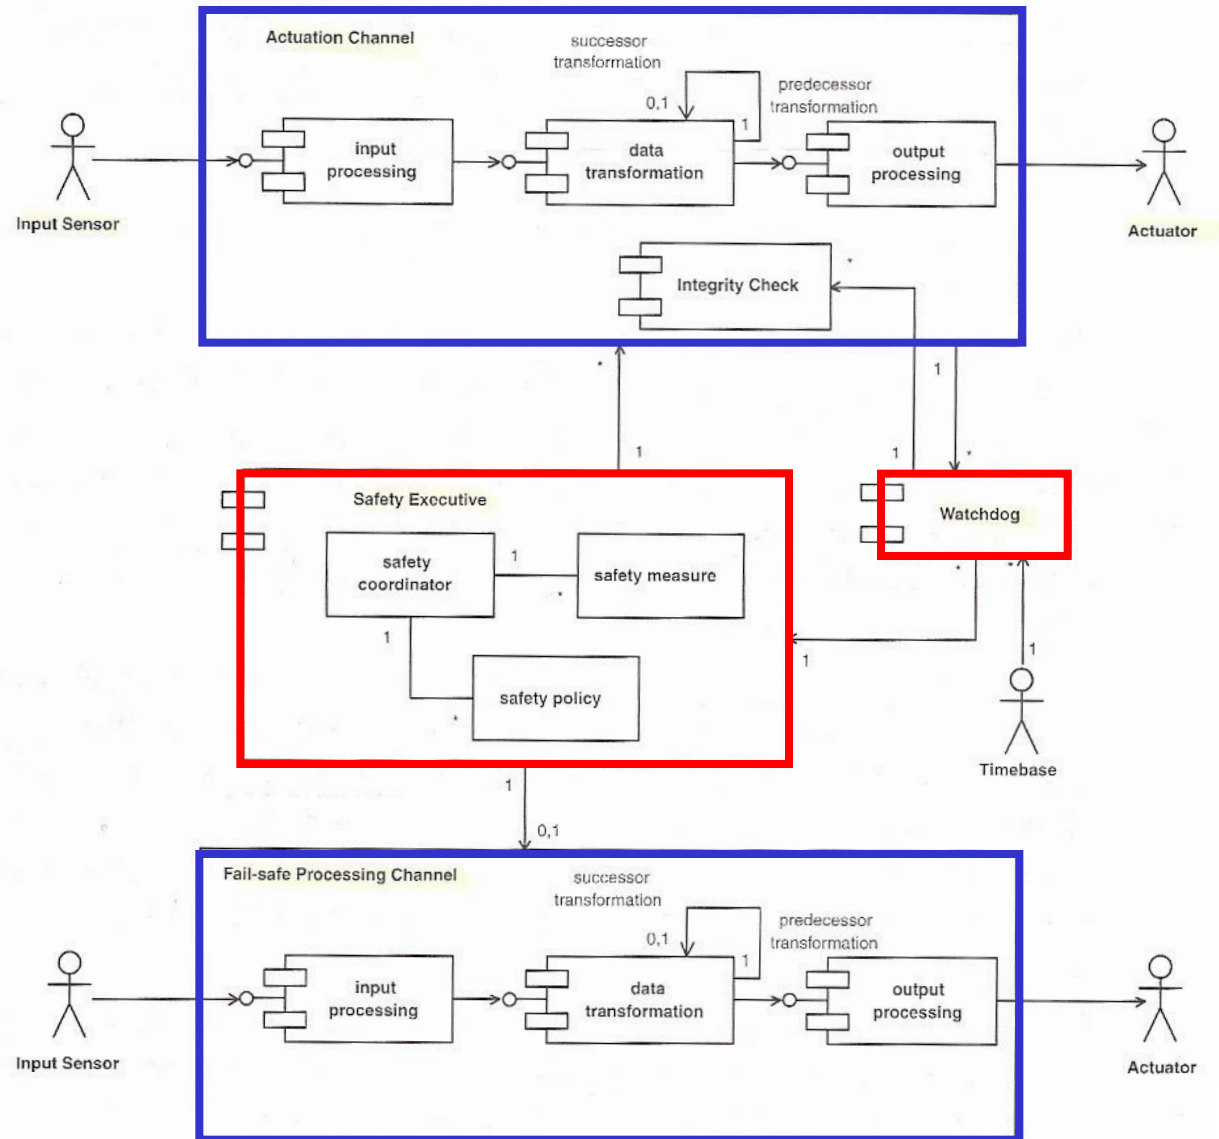 Actuation Channel
successor
transformation
0,1
1
predecessor
transformation
input
processing
data
transformation
output
processing
Input Sensor
Actuator
Integrity Check
*
*
1
1
1
*
Safety Executive
Watchdog
safety
coordinator
1
*
safety measure
1
*
safety policy
*
*
1
1
Timebase
1
0,1
Fail-safe Processing Channel
successor
transformation
0,1
1
predecessor
transformation
input
processing
data
transformation
output
processing
Input Sensor
Actuator